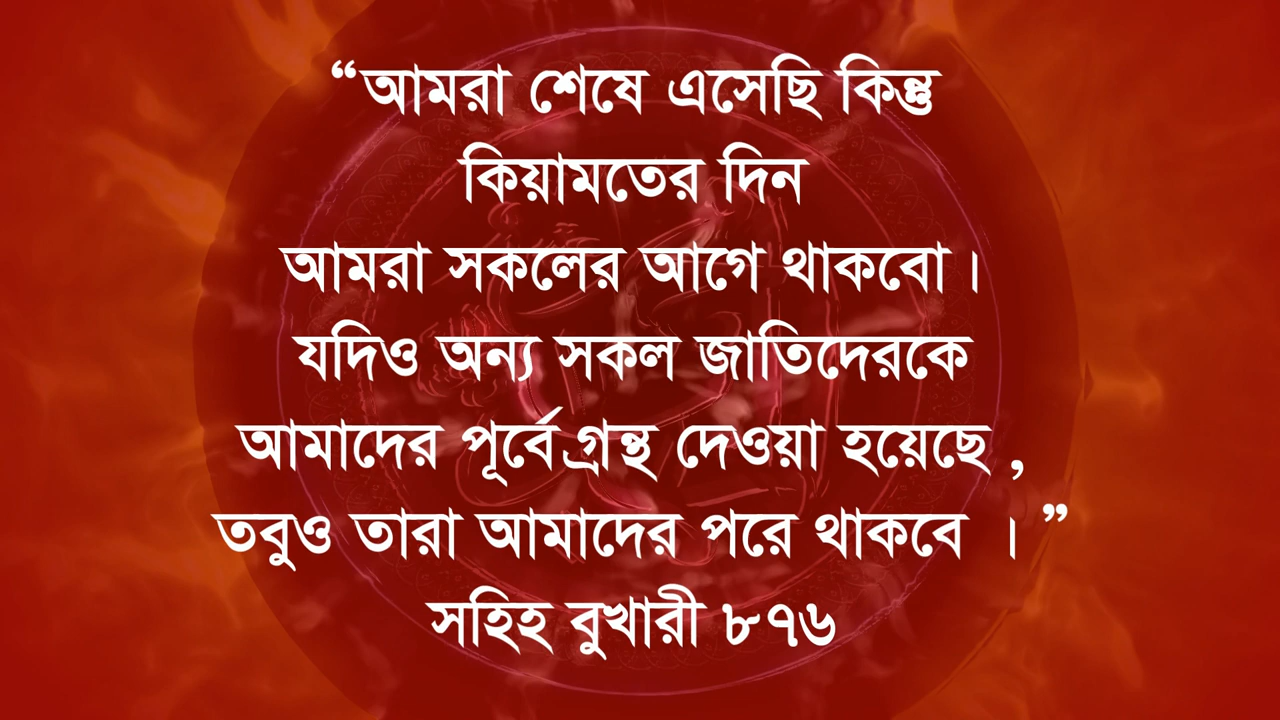 “আমরা শেষে এসেছি কিন্তু
কিয়ামতের দিন
আমরা সকলের আগে থাকবো।
যদিও অন্য সকল জাতিদেরকে
আমাদের পূর্বে গ্রন্থ দেওয়া হয়েছে ,
তবুও তারা আমাদের পরে থাকবে । ”
সহিহ বুখারী ৮৭৬